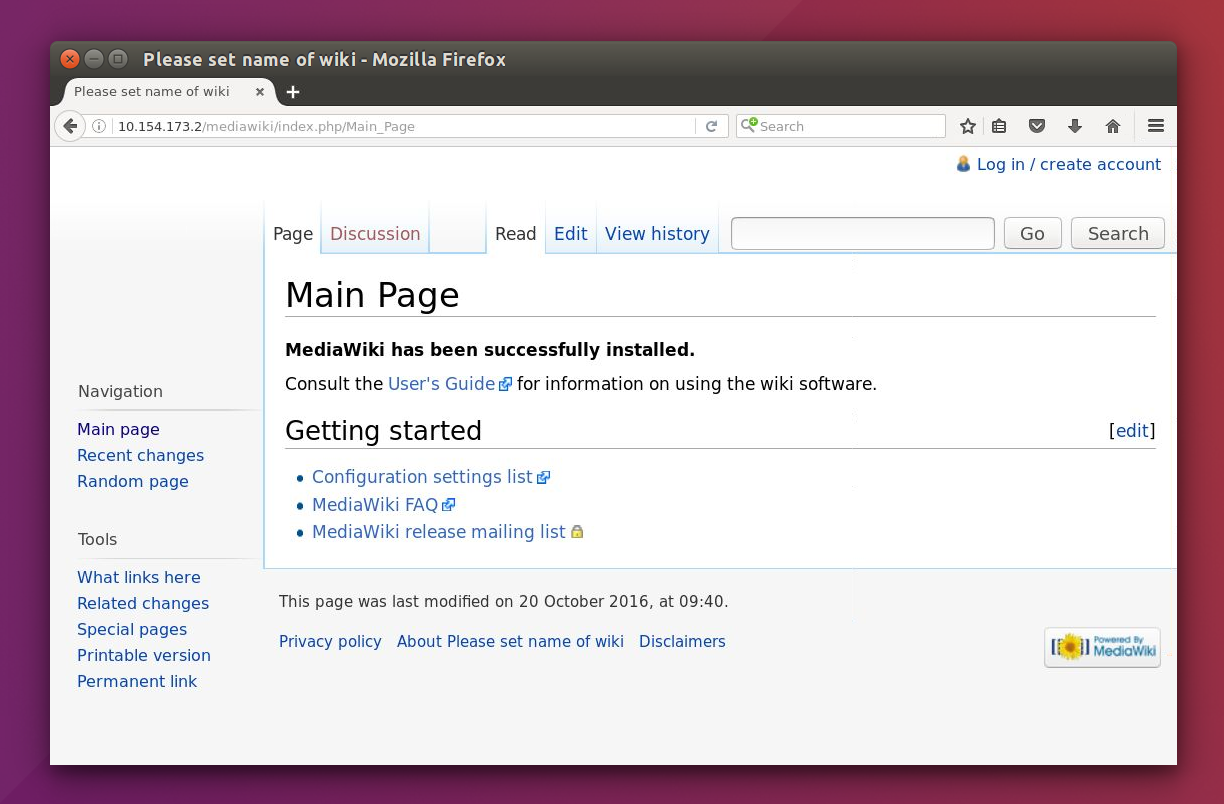 Please set name of wiki - Mozilla Firefox
Please set name of wiki
10.154.173.2/mediawiki/index.php/Main_Page
Search
Log in / create account
Page Discussion Read Edit View history Go Search
Main Page
MediaWiki has been successfully installed.
Consult the User's Guide for information on using the wiki software.
Getting started [edit]
Configuration settings list
MediaWiki FAQ
MediaWiki release mailing list
Navigation
Main page
Recent changes
Random page
Tools
What links here
Related changes
Special pages
Printable version
Permanent link
This page was last modified on 20 October 2016, at 09:40.
Privacy policy About Please set name of wiki Disclaimers
Powered By
MediaWiki